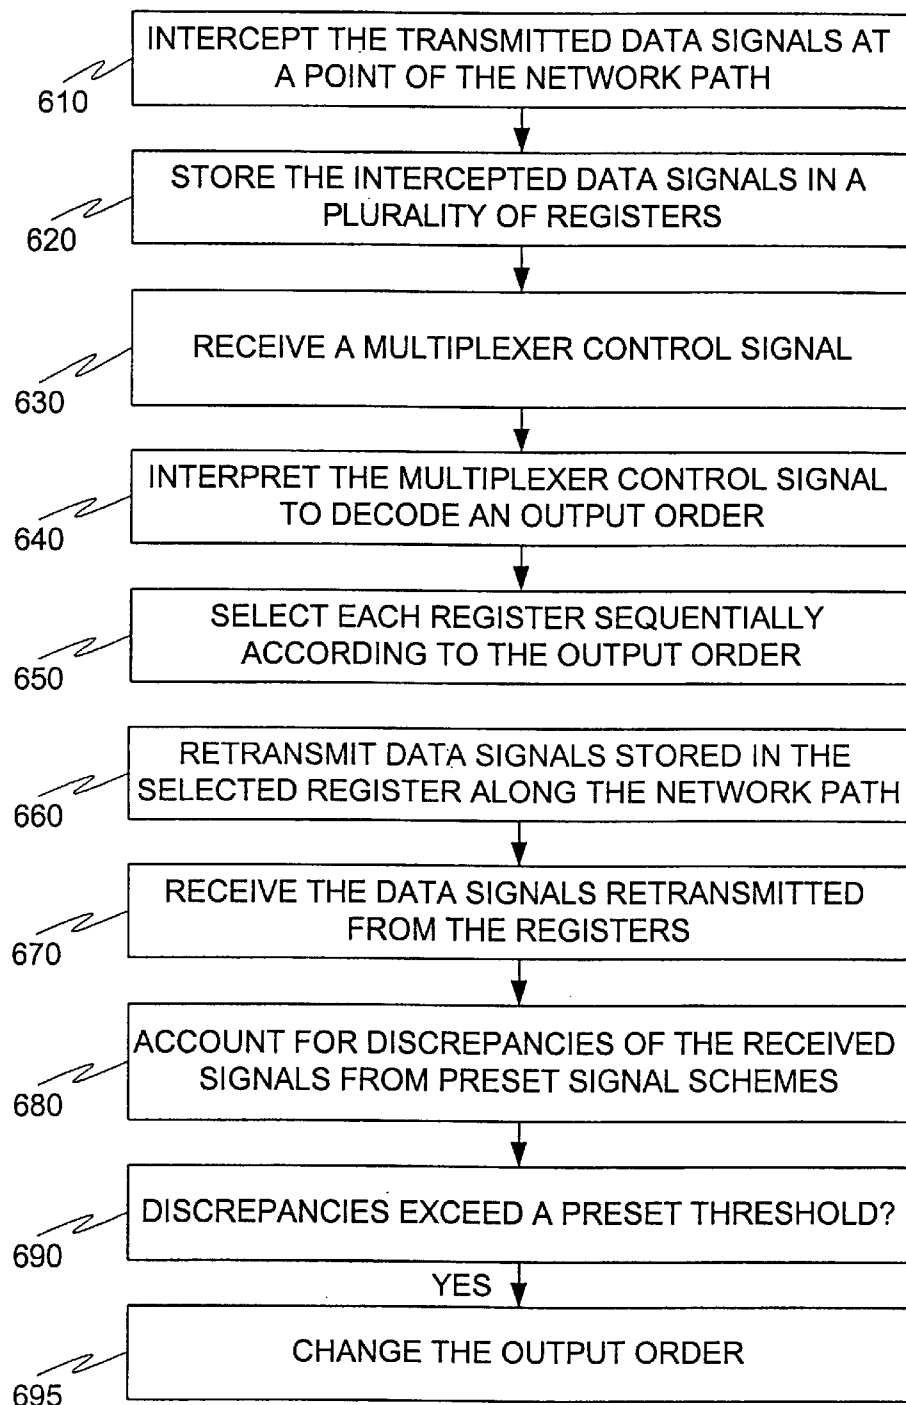 INTERCEPT THE TRANSMITTED DATA SIGNALS AT
A POINT OF THE NETWORK PATH
610
STORE THE INTERCEPTED DATA SIGNALS IN A
PLURALITY OF REGISTERS
620
RECEIVE A MULTIPLEXER CONTROL SIGNAL
630
INTERPRET THE MULTIPLEXER CONTROL SIGNAL
TO DECODE AN OUTPUT ORDER
640
SELECT EACH REGISTER SEQUENTIALLY
ACCORDING TO THE OUTPUT ORDER
650
RETRANSMIT DATA SIGNALS STORED IN THE
SELECTED REGISTER ALONG THE NETWORK PATH
660
RECEIVE THE DATA SIGNALS RETRANSMITTED
FROM THE REGISTERS
670
ACCOUNT FOR DISCREPANCIES OF THE RECEIVED
SIGNALS FROM PRESET SIGNAL SCHEMES
680
DISCREPANCIES EXCEED A PRESET THRESHOLD?
690
YES
CHANGE THE OUTPUT ORDER
695